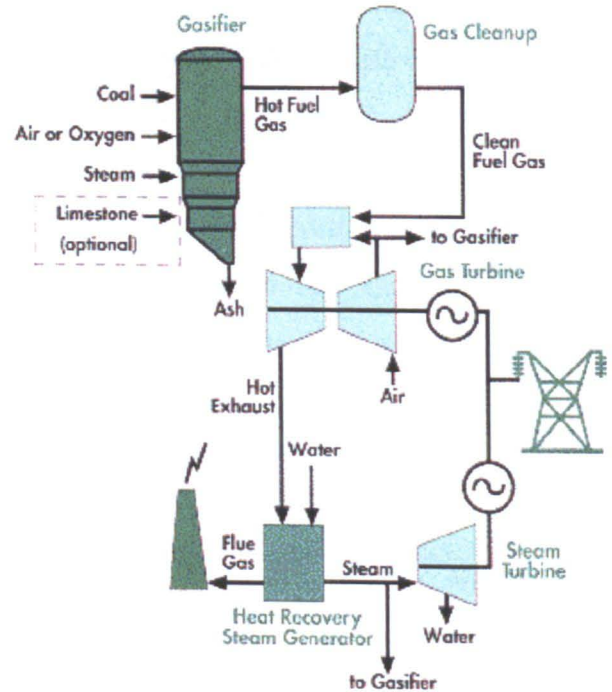 Gasifier
Gas Cleanup
Coal
Hot Fuel
Gas
Air or Oxygen
Clean
Fuel Gas
Steam
Limestone
(optional)
to Gasifier
Gas Turbine
Ash
Air
Hot
Exhaust
Water
Flue
Gas
Steam
Steam
Turbine
Heat Recovery
Steam Generator
Water
to Gasifier